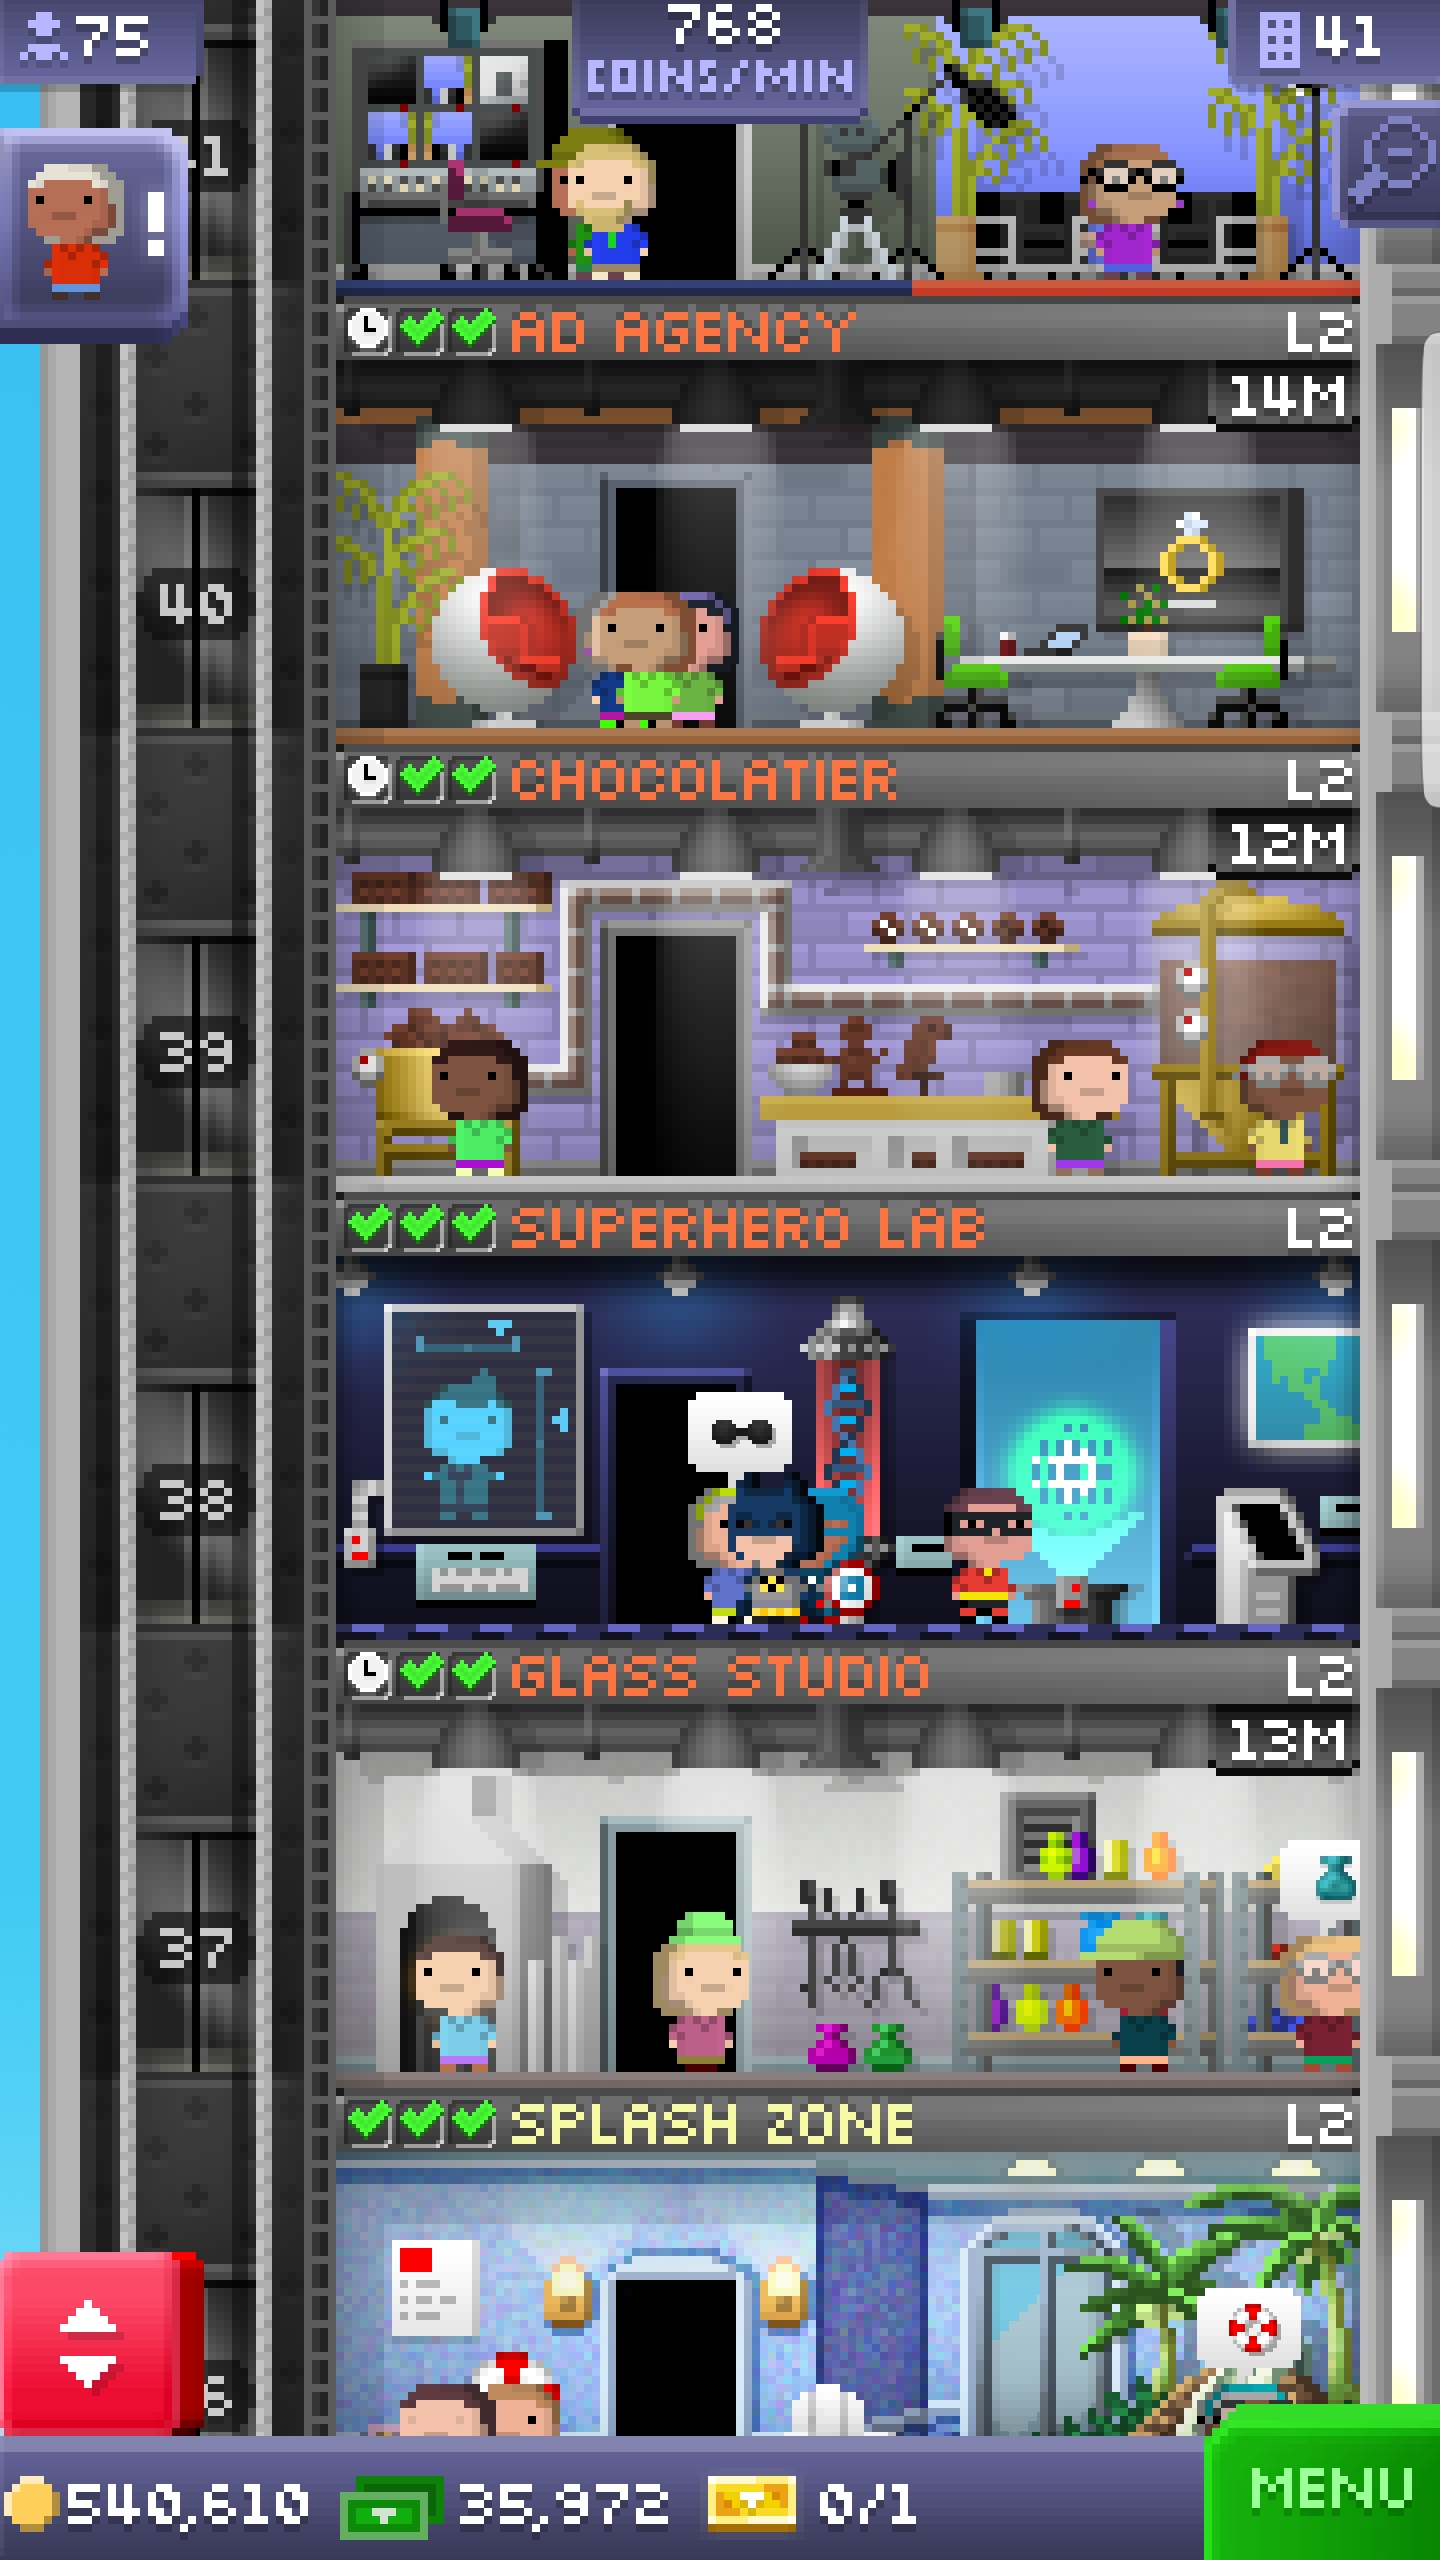 75
768
COINS/MIN
41
!
AD AGENCY L2
14M
40
CHOCOLATIER L2
12M
39
SUPERHERO LAB L2
38
GLASS STUDIO L2
13M
37
SPLASH ZONE L2
540,610 35,972 0/1
MENU